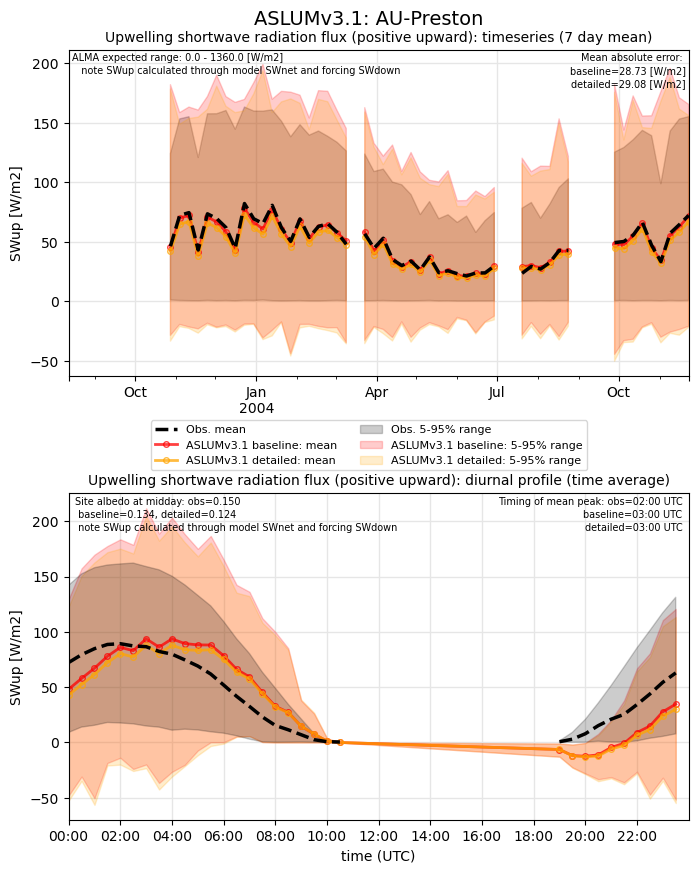 ASLUMv3.1: AU-Preston
Upwelling shortwave radiation flux (positive upward): timeseries (7 day mean)
ALMA expected range: 0.0 - 1360.0 [W/m2]
note SWup calculated through model SWnet and forcing SWdown
Mean absolute error:
baseline=28.73 [W/m2]
detailed=29.08 [W/m2]
SWup [W/m2]
200
150
100
50
0
−50
Oct
Jan
2004
Apr
Jul
Oct
Obs. mean
ASLUMv3.1 baseline: mean
ASLUMv3.1 detailed: mean
Obs. 5-95% range
ASLUMv3.1 baseline: 5-95% range
ASLUMv3.1 detailed: 5-95% range
Upwelling shortwave radiation flux (positive upward): diurnal profile (time average)
Site albedo at midday: obs=0.150
baseline=0.134, detailed=0.124
note SWup calculated through model SWnet and forcing SWdown
Timing of mean peak: obs=02:00 UTC
baseline=03:00 UTC
detailed=03:00 UTC
SWup [W/m2]
200
150
100
50
0
−50
00:00 02:00 04:00 06:00 08:00 10:00 12:00 14:00 16:00 18:00 20:00 22:00
time (UTC)